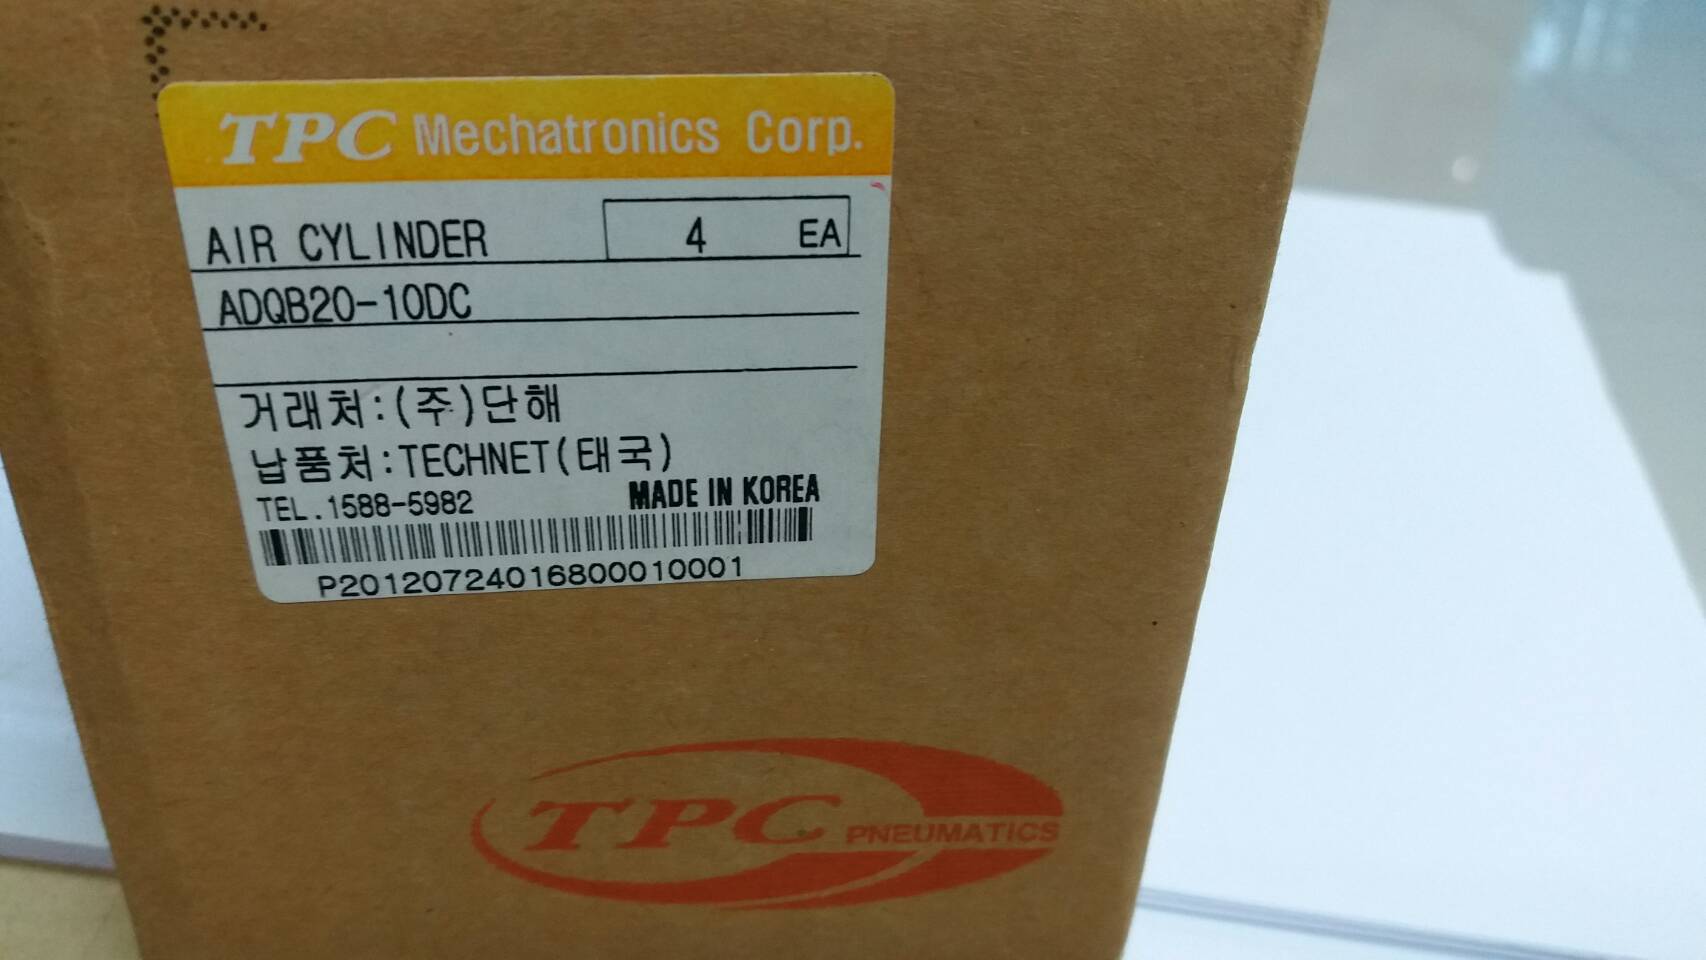 TPC Mechatronics Corp.
AIR CYLINDER 4 EA
ADQB20-10DC
거래처:(주)단해
납품처:TECHNET(태국)
TEL.1588-5982 MADE IN KOREA
P20120724016800010001
TPC PNEUMATICS